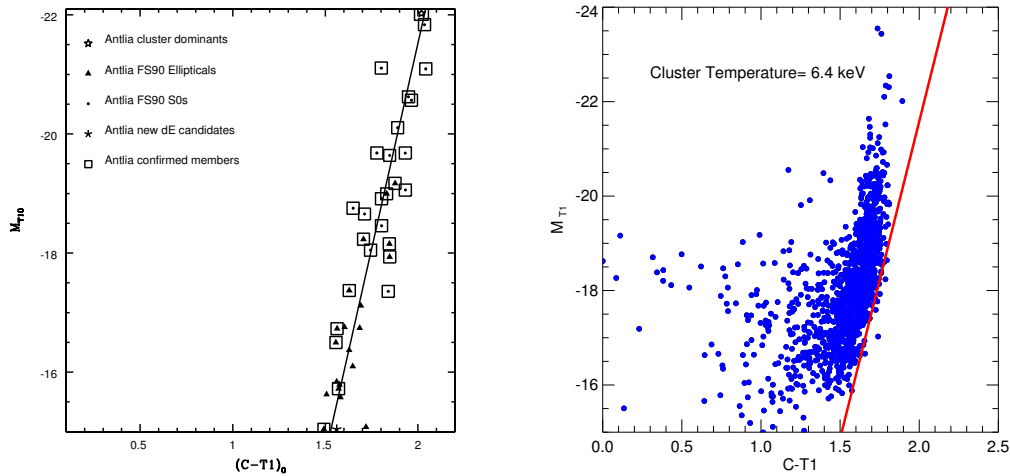 -22
-20
-18
-16
M_T10
Antlia cluster dominants
Antlia FS90 Ellipticals
Antlia FS90 S0s
Antlia new dE candidates
Antlia confirmed members
0.5
1
1.5
2
(C-T1)_0
-24
-22
-20
-18
-16
M_T1
Cluster Temperature= 6.4 keV
0.0
0.5
1.0
1.5
2.0
2.5
C-T1